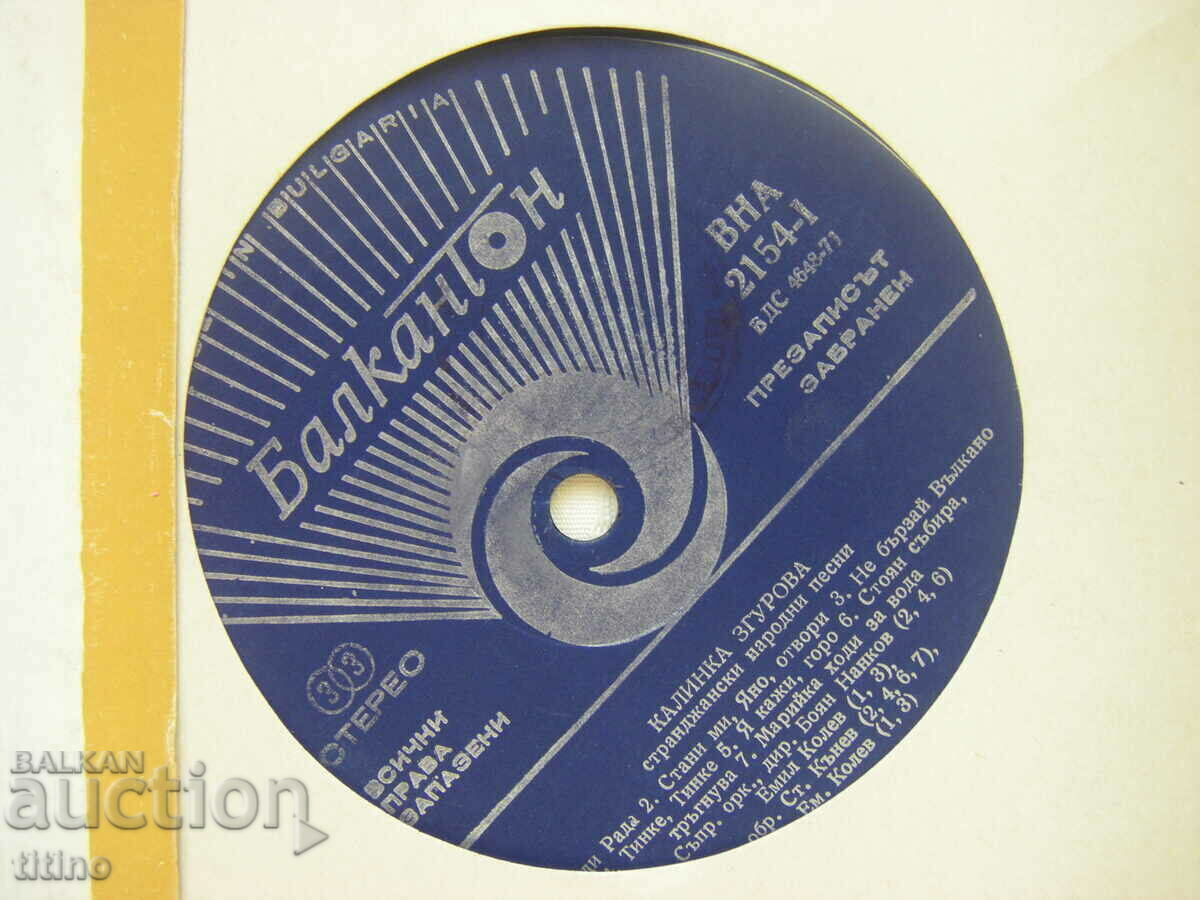 N BULGARIA
Балкантон
ВНА
2154-I
БДС 4648-71
ПРЕЗАПИСЪТ
ЗАБРАНЕН
33
СТЕРЕО
ВСИЧКИ
ПРАВА
ЗАПАЗЕНИ
КАЛИНКА ЗГУРОВА
странджански народни песни
Рада 2. Стани ми, Яно, отвори 3. Не бързай Вълкано
Тинке, Тинке 5. Я кажи, горо 6. Стоян събира,
тръгнува 7. Марийка ходи за вода
Съпр. орк., дир. Боян Нанков (2, 4, 6)
Емил Колев (1, 3),
обр. Ст. Кънев (2, 4, 6, 7),
Ем. Колев (1, 3)
BALKAN
auction
titino